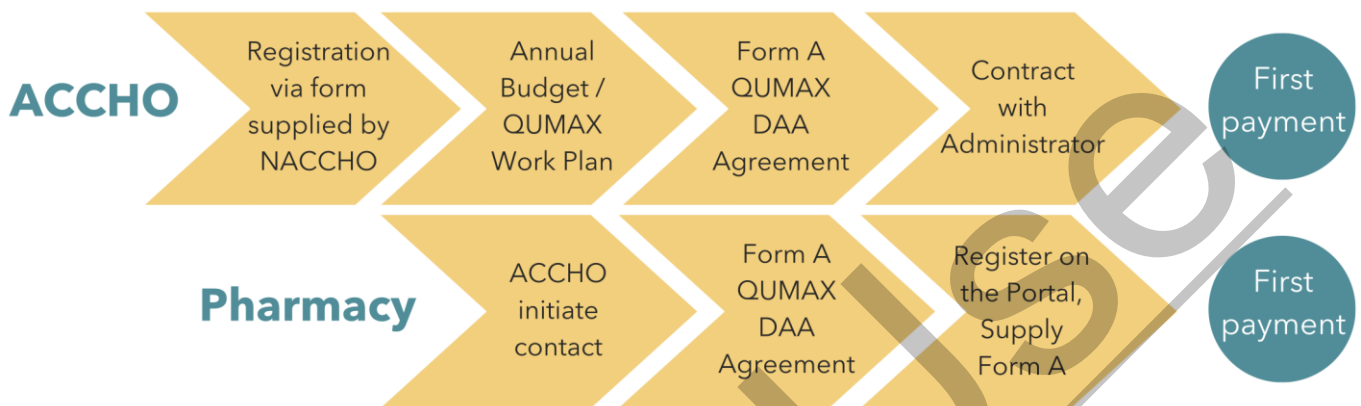 ACCHO
Registration
via form
supplied by
NACCHO
Annual
Budget /
QUMAX
Work Plan
Form A
QUMAX
DAA
Agreement
Contract
with
Administrator
First
payment
Pharmacy
ACCHO
initiate
contact
Form A
QUMAX
DAA
Agreement
Register on
the Portal,
Supply
Form A
First
payment
Use